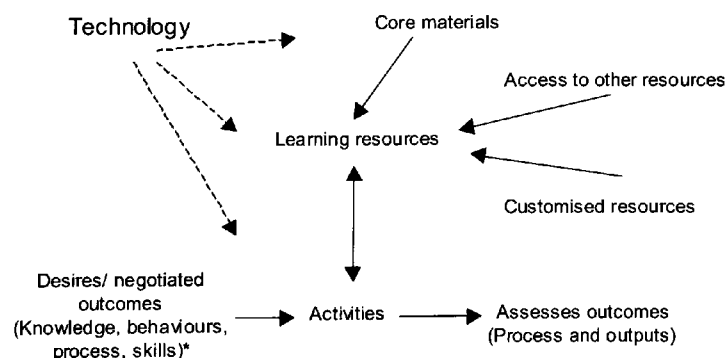 Technology
Core materials
Access to other resources
Learning resources
Customised resources
Desires/ negotiated
outcomes
(Knowledge, behaviours,
process, skills)*
Activities
Assesses outcomes
(Process and outputs)